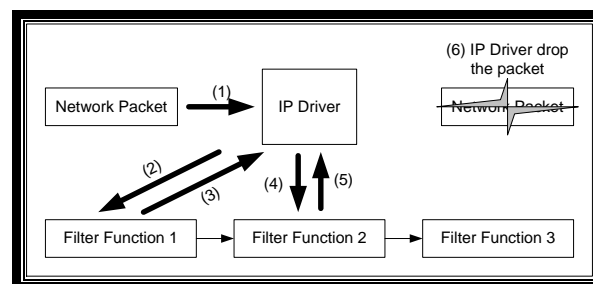 (6) IP Driver drop
the packet
Network Packet
(1)
IP Driver
Network Packet
(2)
(3)
(4)
(5)
Filter Function 1
Filter Function 2
Filter Function 3